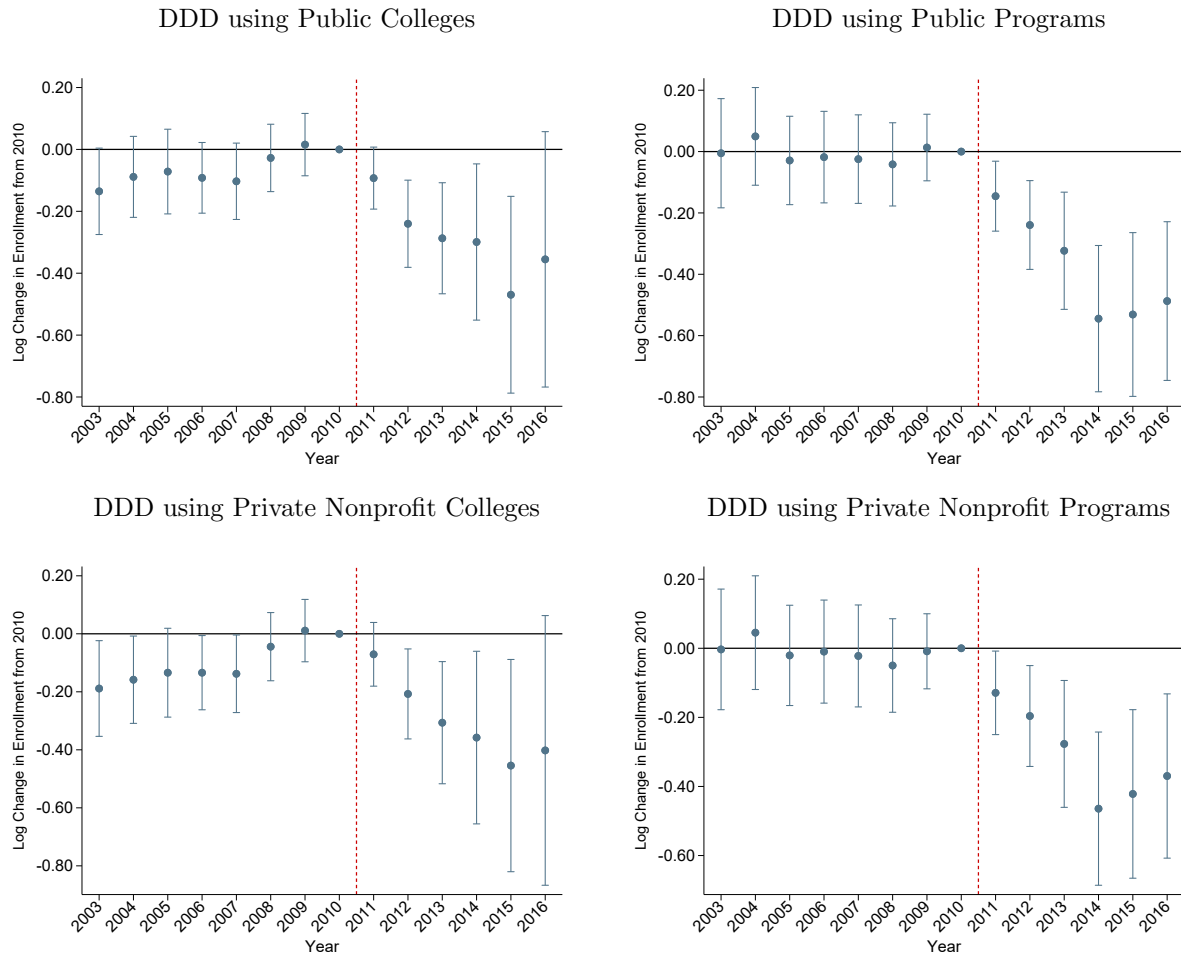 DDD using Public Colleges
0.20
0.00
-0.20
-0.40
-0.60
-0.80
Log Change in Enrollment from 2010
2003 2004 2005 2006 2007 2008 2009 2010 2011 2012 2013 2014 2015 2016
Year
DDD using Public Programs
0.20
0.00
-0.20
-0.40
-0.60
-0.80
Log Change in Enrollment from 2010
2003 2004 2005 2006 2007 2008 2009 2010 2011 2012 2013 2014 2015 2016
Year
DDD using Private Nonprofit Colleges
0.20
0.00
-0.20
-0.40
-0.60
-0.80
Log Change in Enrollment from 2010
2003 2004 2005 2006 2007 2008 2009 2010 2011 2012 2013 2014 2015 2016
Year
DDD using Private Nonprofit Programs
0.20
0.00
-0.20
-0.40
-0.60
Log Change in Enrollment from 2010
2003 2004 2005 2006 2007 2008 2009 2010 2011 2012 2013 2014 2015 2016
Year